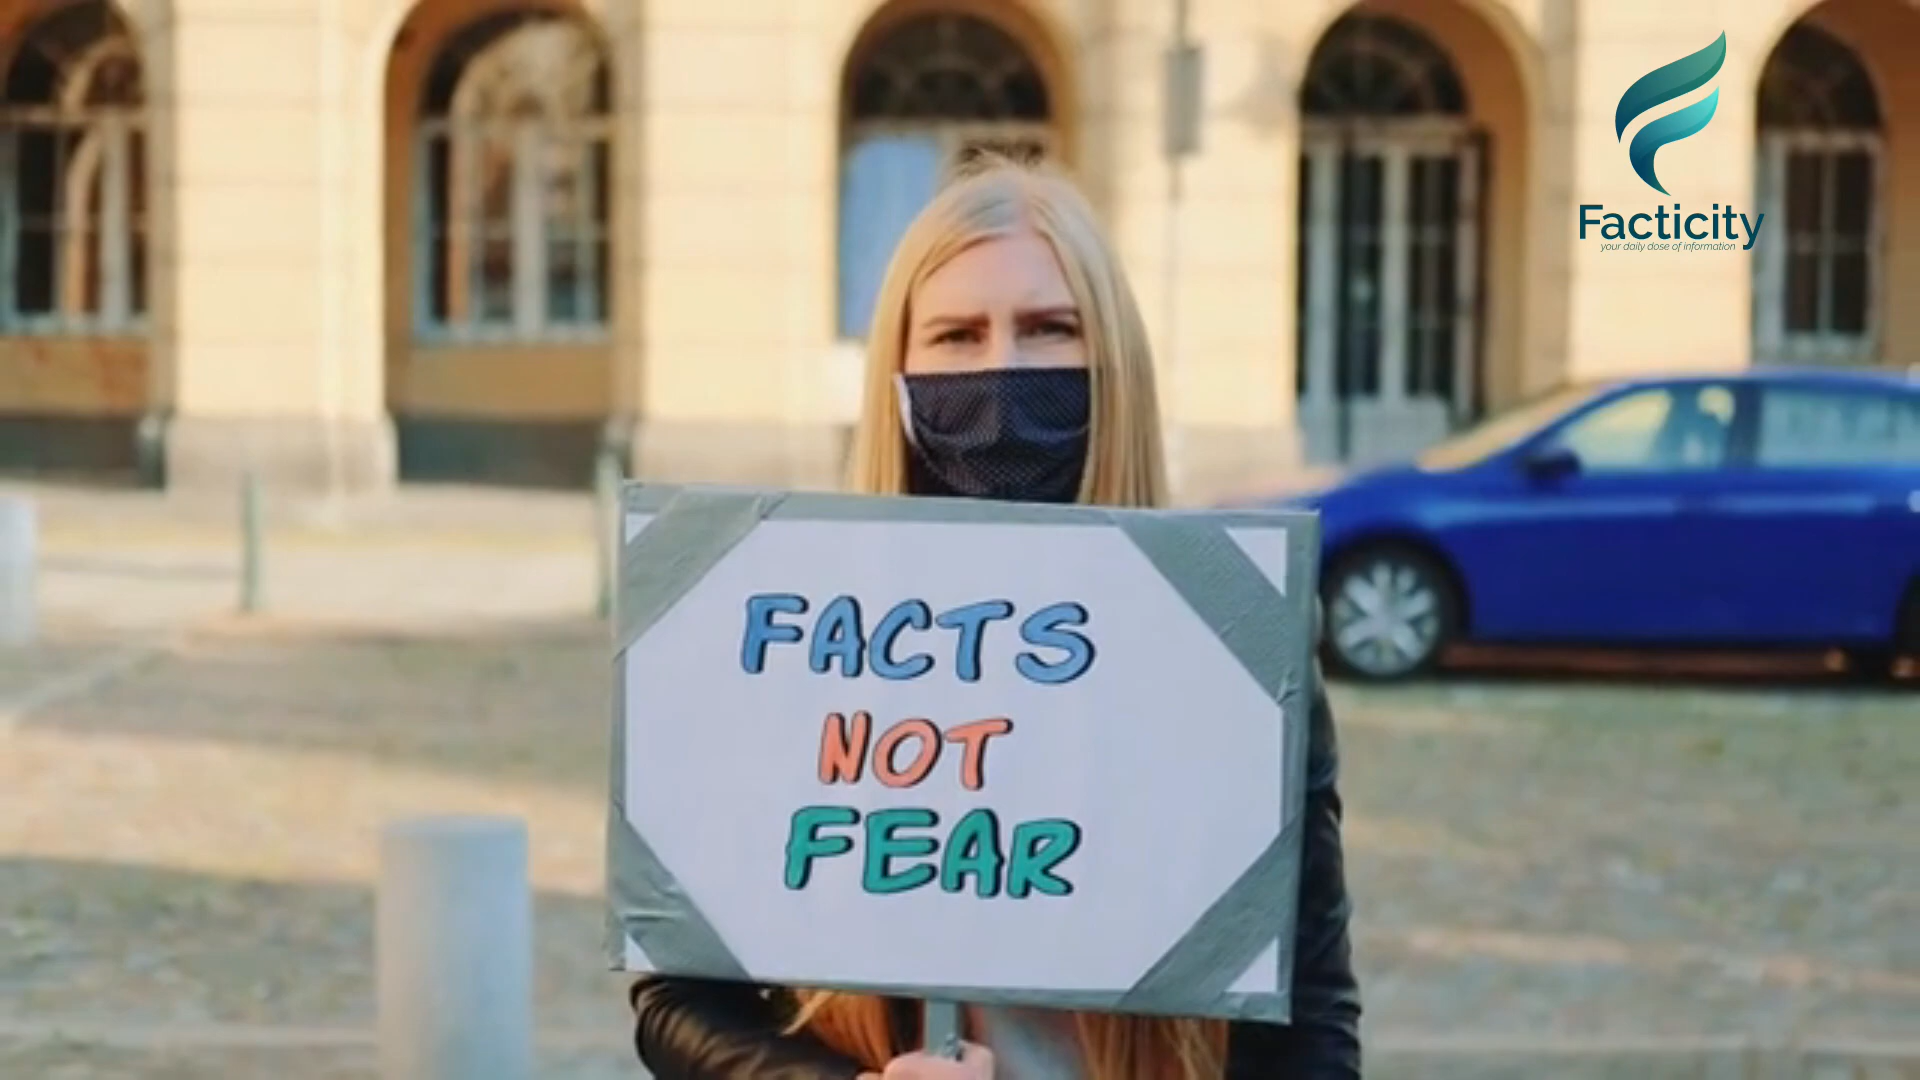 Facticity
your daily dose of information
FACTS
NOT
FEAR